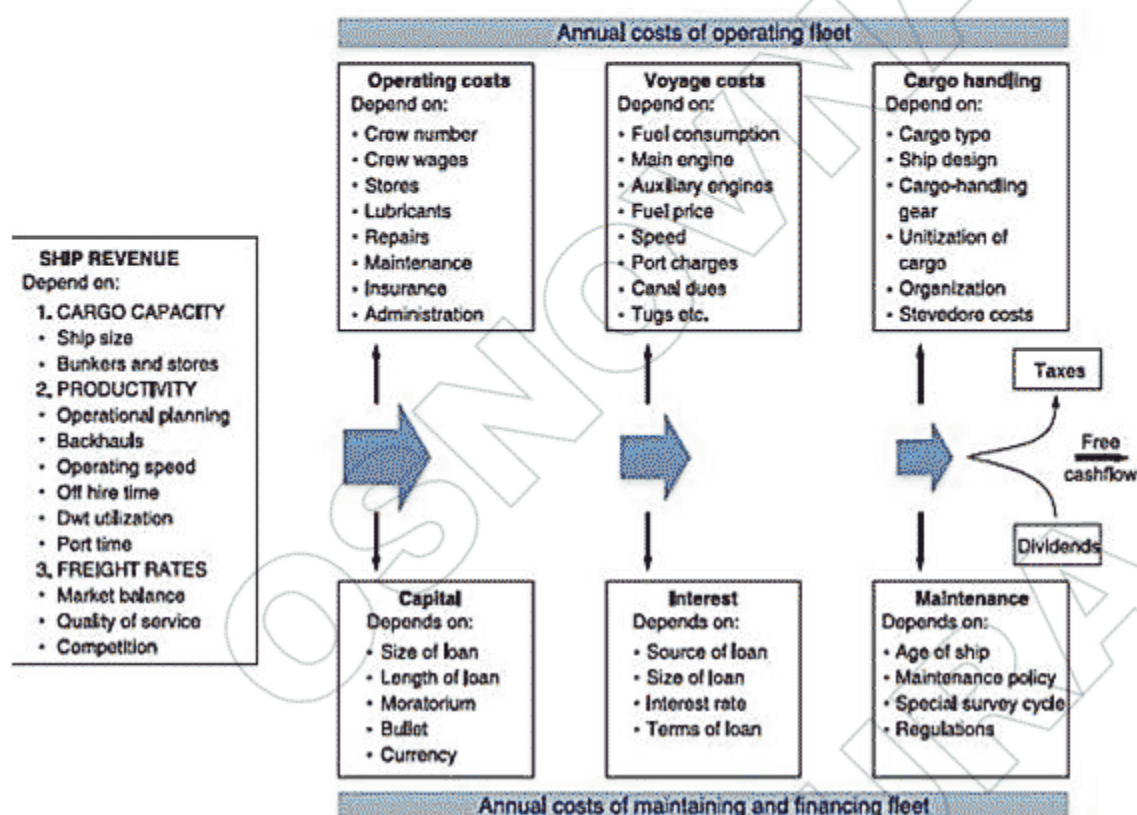 Annual costs of operating fleet
Operating costs
Depend on:
• Crew number
• Crew wages
• Stores
• Lubricants
• Repairs
• Maintenance
• Insurance
• Administration
Voyage costs
Depend on:
• Fuel consumption
• Main engine
• Auxiliary engines
• Fuel price
• Speed
• Port charges
• Canal dues
• Tugs etc.
Cargo handling
Depend on:
• Cargo type
• Ship design
• Cargo-handling
gear
• Unitization of
cargo
• Organization
• Stevedore costs
SHIP REVENUE
Depend on:
1. CARGO CAPACITY
• Ship size
• Bunkers and stores
2. PRODUCTIVITY
• Operational planning
• Backhauls
• Operating speed
• Off hire time
• Dwt utilization
• Port time
3. FREIGHT RATES
• Market balance
• Quality of service
• Competition
Taxes
Free
cashflow
Dividends
Capital
Depends on:
• Size of loan
• Length of loan
• Moratorium
• Bullet
• Currency
Interest
Depends on:
• Source of loan
• Size of loan
• Interest rate
• Terms of loan
Maintenance
Depends on:
• Age of ship
• Maintenance policy
• Special survey cycle
• Regulations
Annual costs of maintaining and financing fleet